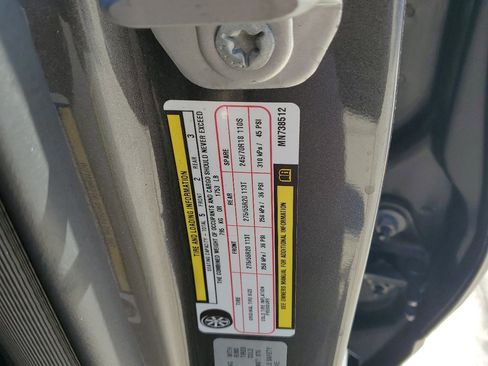 TIRE AND LOADING INFORMATION
SEATING CAPACITY - TOTAL 5 FRONT 2 REAR 3
THE COMBINED WEIGHT OF OCCUPANTS AND CARGO SHOULD NEVER EXCEED
795 KG OR 1753 LB
TIRE FRONT REAR SPARE
ORIGINAL TIRE SIZE 275/55R20 113T 275/55R20 113T 245/70R18 110S
COLD TIRE INFLATION PRESSURE 250 kPa / 36 PSI 250 kPa / 36 PSI 310 kPa / 45 PSI
SEE OWNERS MANUAL FOR ADDITIONAL INFORMATION
MN738512